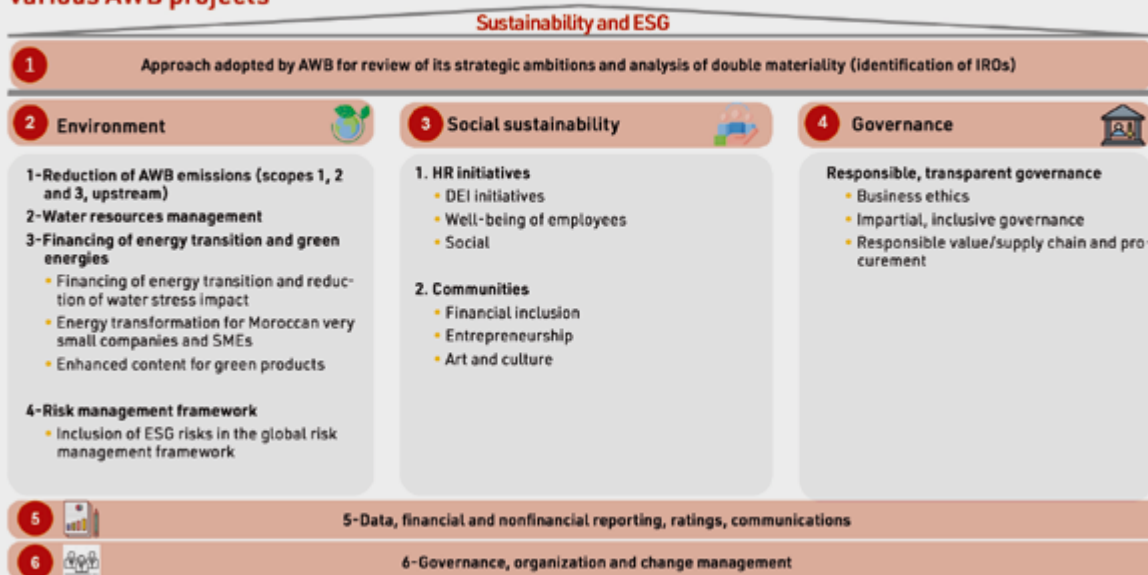 various AWB projects
Sustainability and ESG
1
Approach adopted by AWB for review of its strategic ambitions and analysis of double materiality (identification of IROs)
2 Environment
1-Reduction of AWB emissions (scopes 1, 2
and 3, upstream)
2-Water resources management
3-Financing of energy transition and green
energies
• Financing of energy transition and reduc-
tion of water stress impact
• Energy transformation for Moroccan very
small companies and SMEs
• Enhanced content for green products
4-Risk management framework
• Inclusion of ESG risks in the global risk
management framework
3 Social sustainability
1. HR initiatives
• DEI initiatives
• Well-being of employees
• Social
2. Communities
• Financial inclusion
• Entrepreneurship
• Art and culture
4 Governance
Responsible, transparent governance
• Business ethics
• Impartial, inclusive governance
• Responsible value/supply chain and pro-
curement
5
5-Data, financial and nonfinancial reporting, ratings, communications
6
6-Governance, organization and change management